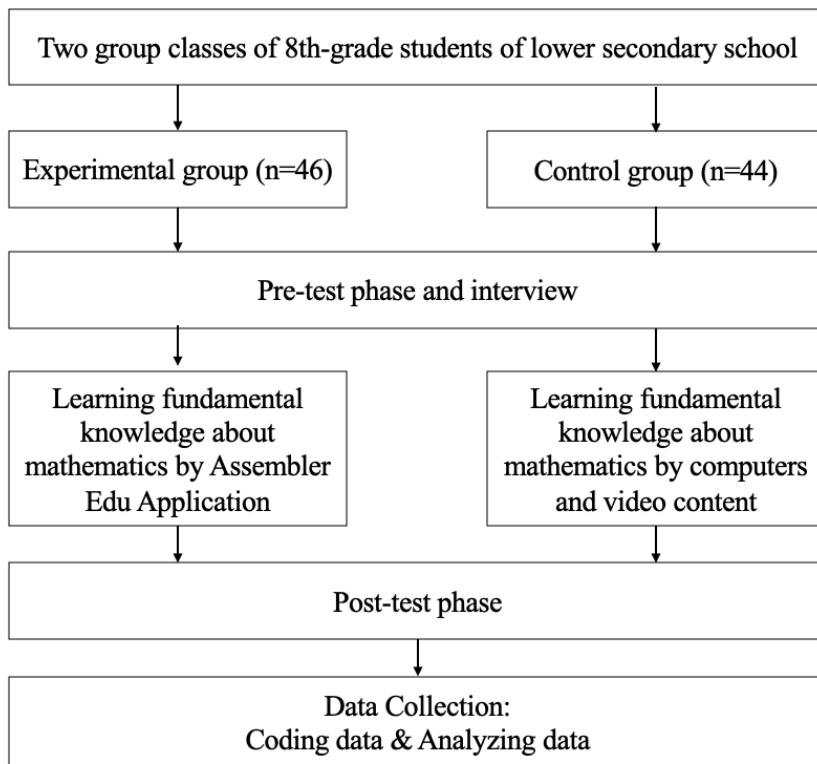 Two group classes of 8th-grade students of lower secondary school
Experimental group (n=46)
Control group (n=44)
Pre-test phase and interview
Learning fundamental
knowledge about
mathematics by Assembler
Edu Application
Learning fundamental
knowledge about
mathematics by computers
and video content
Post-test phase
Data Collection:
Coding data & Analyzing data